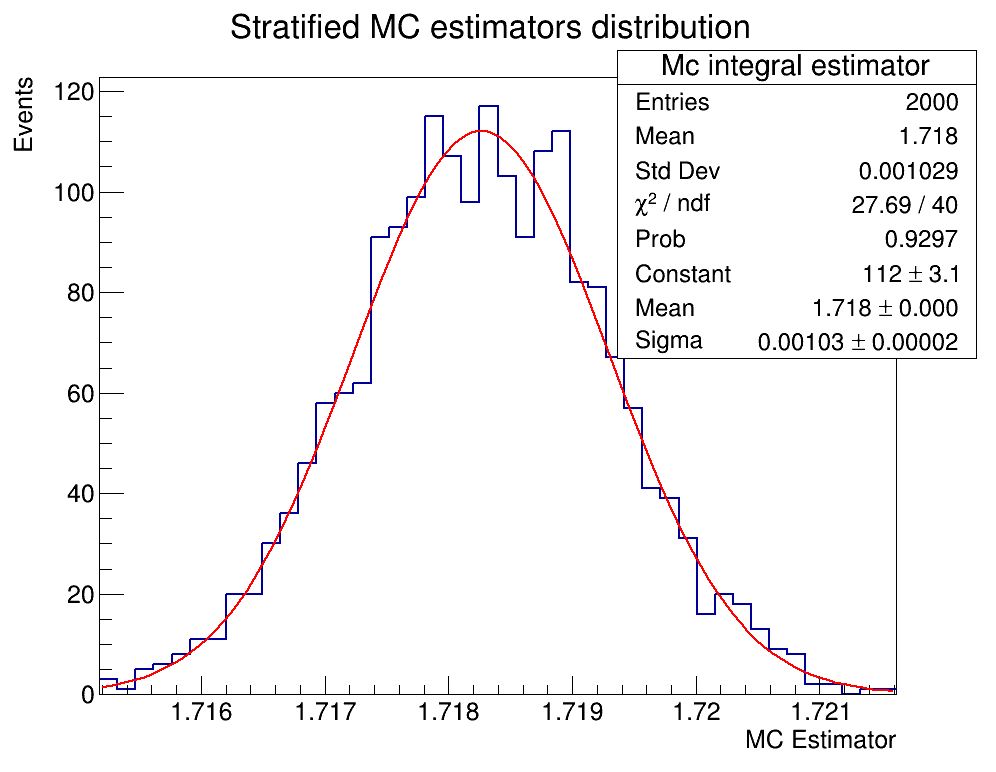 Stratified MC estimators distribution
Mc integral estimator
Entries 2000
Mean 1.718
Std Dev 0.001029
χ² / ndf 27.69 / 40
Prob 0.9297
Constant 112 ± 3.1
Mean 1.718 ± 0.000
Sigma 0.00103 ± 0.00002
Events
120
100
80
60
40
20
0
1.716 1.717 1.718 1.719 1.72 1.721
MC Estimator